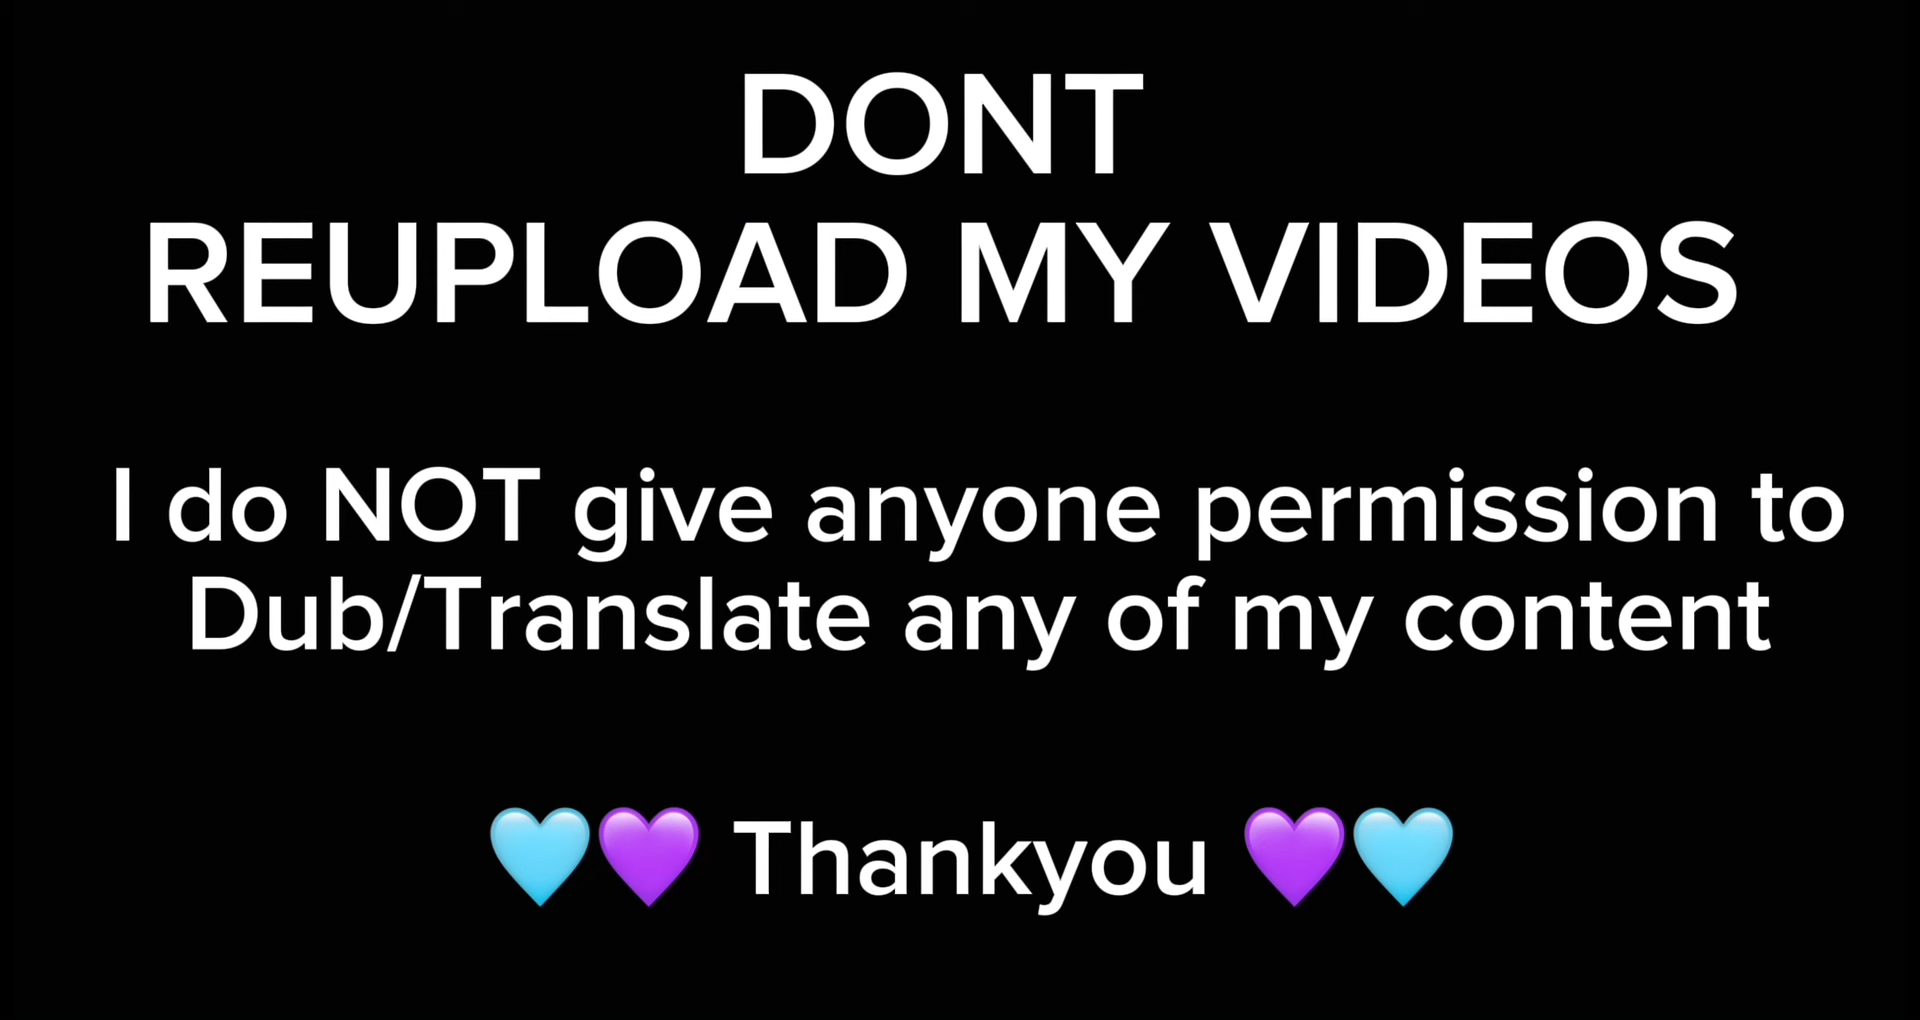 DONT
REUPLOAD MY VIDEOS
I do NOT give anyone permission to
Dub/Translate any of my content
🩵💜 Thankyou 💜🩵